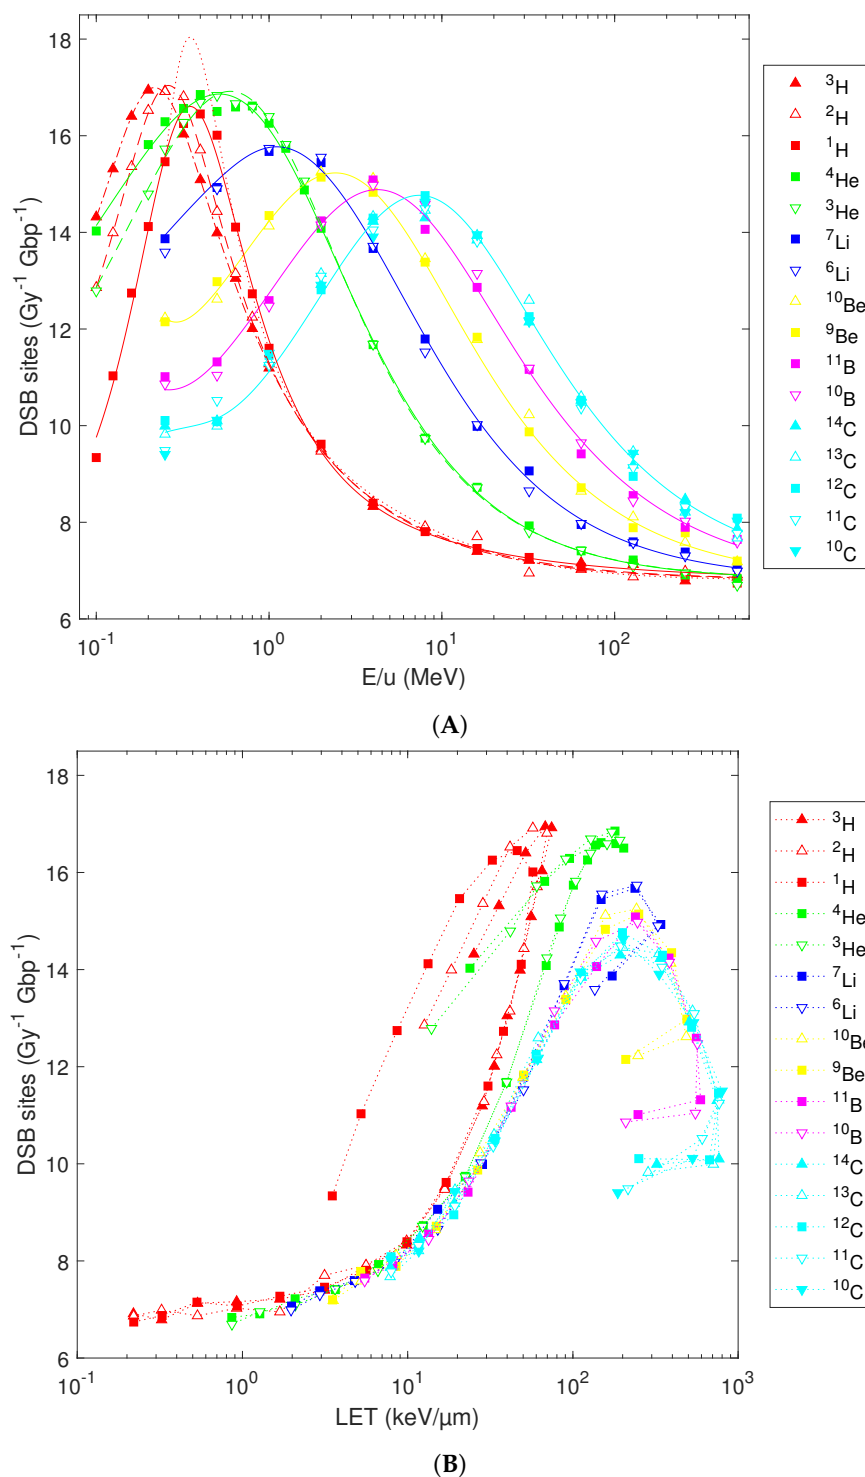 18
16
14
12
10
8
6
DSB sites (Gy⁻¹ Gbp⁻¹)
10⁻¹ 10⁰ 10¹ 10²
E/u (MeV)
³H
²H
¹H
⁴He
³He
⁷Li
⁶Li
¹⁰Be
⁹Be
¹¹B
¹⁰B
¹⁴C
¹³C
¹²C
¹¹C
¹⁰C
(A)
18
16
14
12
10
8
6
DSB sites (Gy⁻¹ Gbp⁻¹)
10⁻¹ 10⁰ 10¹ 10² 10³
LET (keV/μm)
³H
²H
¹H
⁴He
³He
⁷Li
⁶Li
¹⁰Be
⁹Be
¹¹B
¹⁰B
¹⁴C
¹³C
¹²C
¹¹C
¹⁰C
(B)